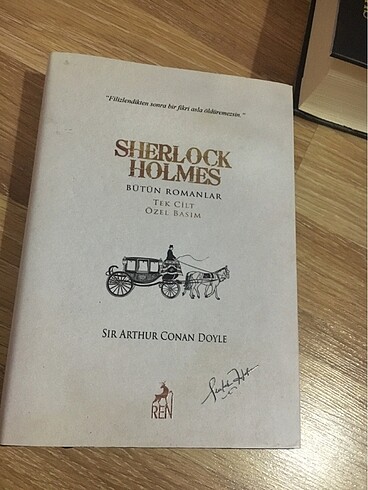 "Filizlendikten sonra bir fikri asla öldüremezsin."
SHERLOCK
HOLMES
BÜTÜN ROMANLAR
TEK CİLT
ÖZEL BASIM
SIR ARTHUR CONAN DOYLE
REN